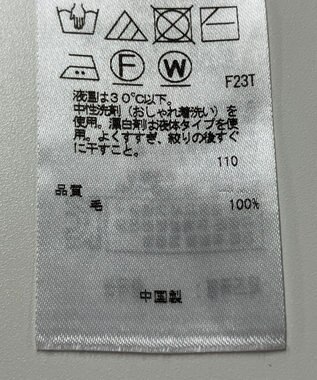 F
W
F23T
液温は30℃以下。
中性洗剤（おしゃれ着洗い）を
使用。漂白剤は液体タイプを使
用。よくすすぎ、絞りの後すぐ
に干すこと。
110
品質
毛 100%
中国製